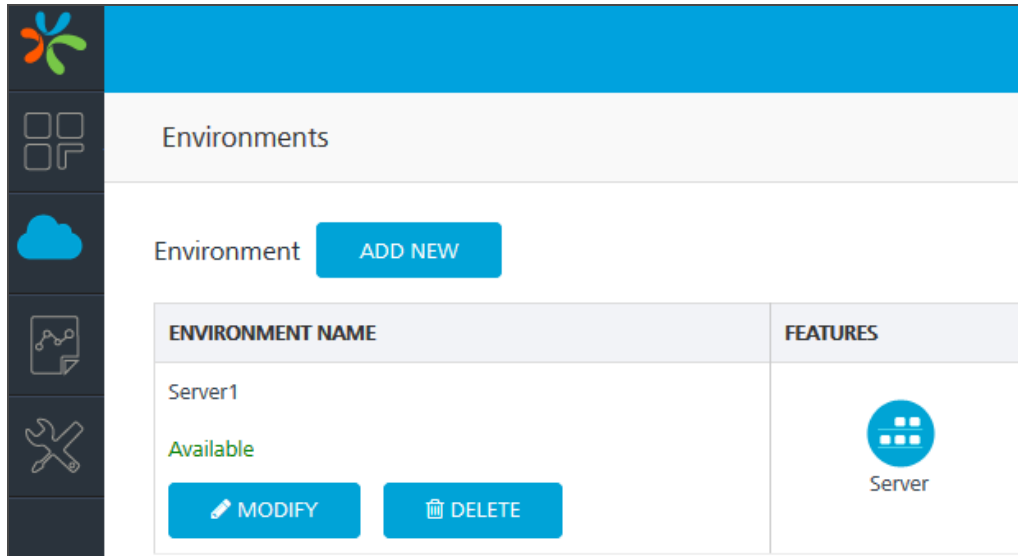 Environments
Environment ADD NEW
ENVIRONMENT NAME FEATURES
Server1
Available
Server
MODIFY DELETE